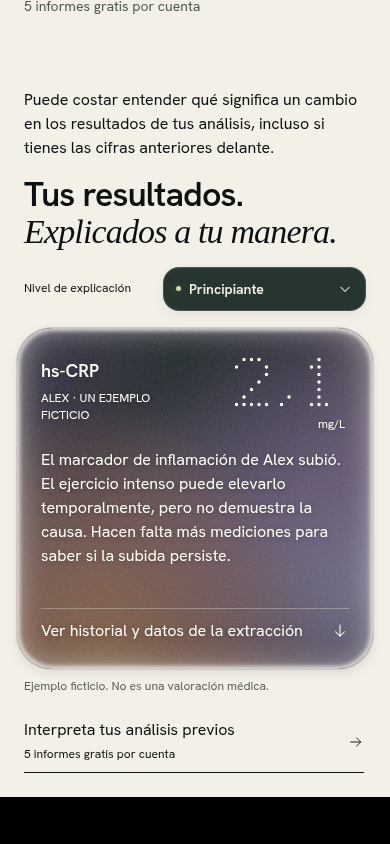 5 informes gratis por cuenta
Puede costar entender qué significa un cambio
en los resultados de tus análisis, incluso si
tienes las cifras anteriores delante.
Tus resultados.
Explicados a tu manera.
Nivel de explicación
Principiante
hs-CRP
2.1
ALEX · UN EJEMPLO
FICTICIO
mg/L
El marcador de inflamación de Alex subió.
El ejercicio intenso puede elevarlo
temporalmente, pero no demuestra la
causa. Hacen falta más mediciones para
saber si la subida persiste.
Ver historial y datos de la extracción
Ejemplo ficticio. No es una valoración médica.
Interpreta tus análisis previos
5 informes gratis por cuenta